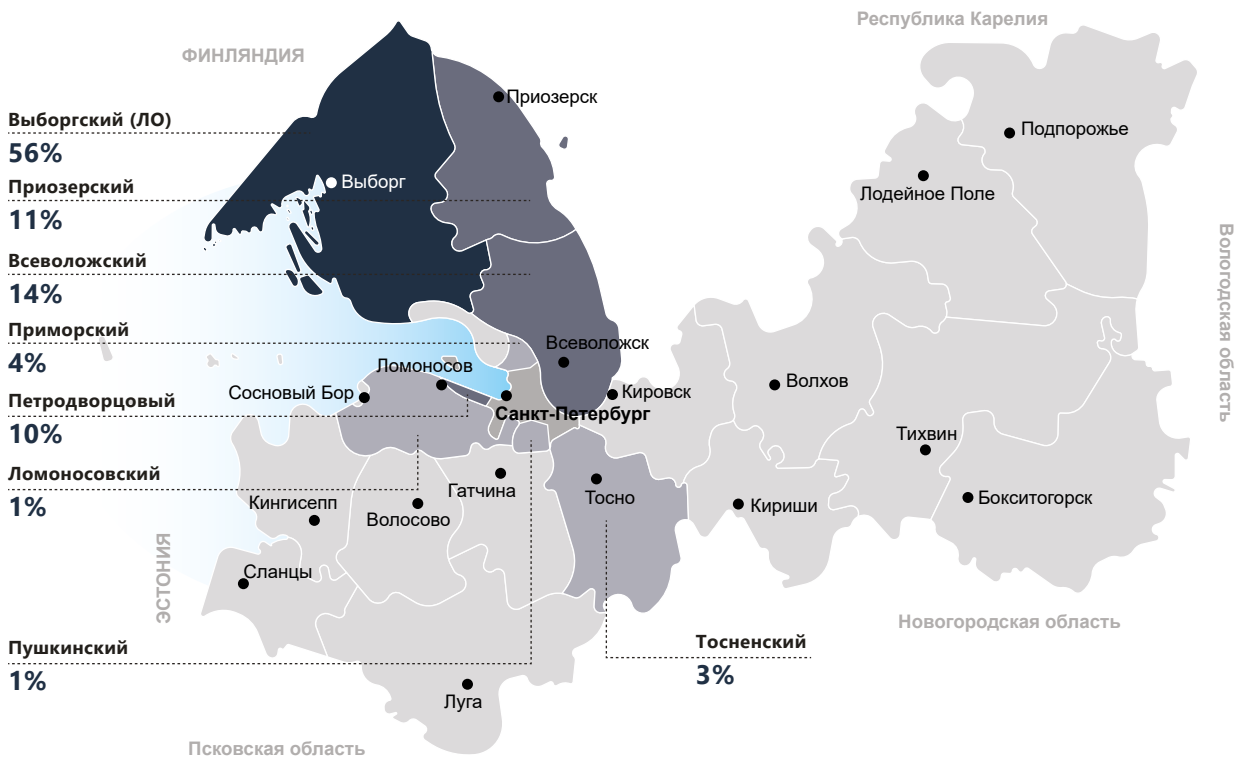 Республика Карелия
ФИНЛЯНДИЯ
Приозерск
Выборгский (ЛО)
56%
Подпорожье
Приозерский
11%
Выборг
Лодейное Поле
Всеволожский
14%
Вологодская область
Приморский
4%
Всеволожск
Ломоносов
Сосновый Бор
Кировск
Волхов
Петродворцовый
10%
Санкт-Петербург
Тихвин
Ломоносовский
1%
Гатчина
Тосно
Кингисепп
Волосово
Кириши
Бокситогорск
ЭСТОНИЯ
Сланцы
Новогородская область
Пушкинский
1%
Тосненский
3%
Луга
Псковская область